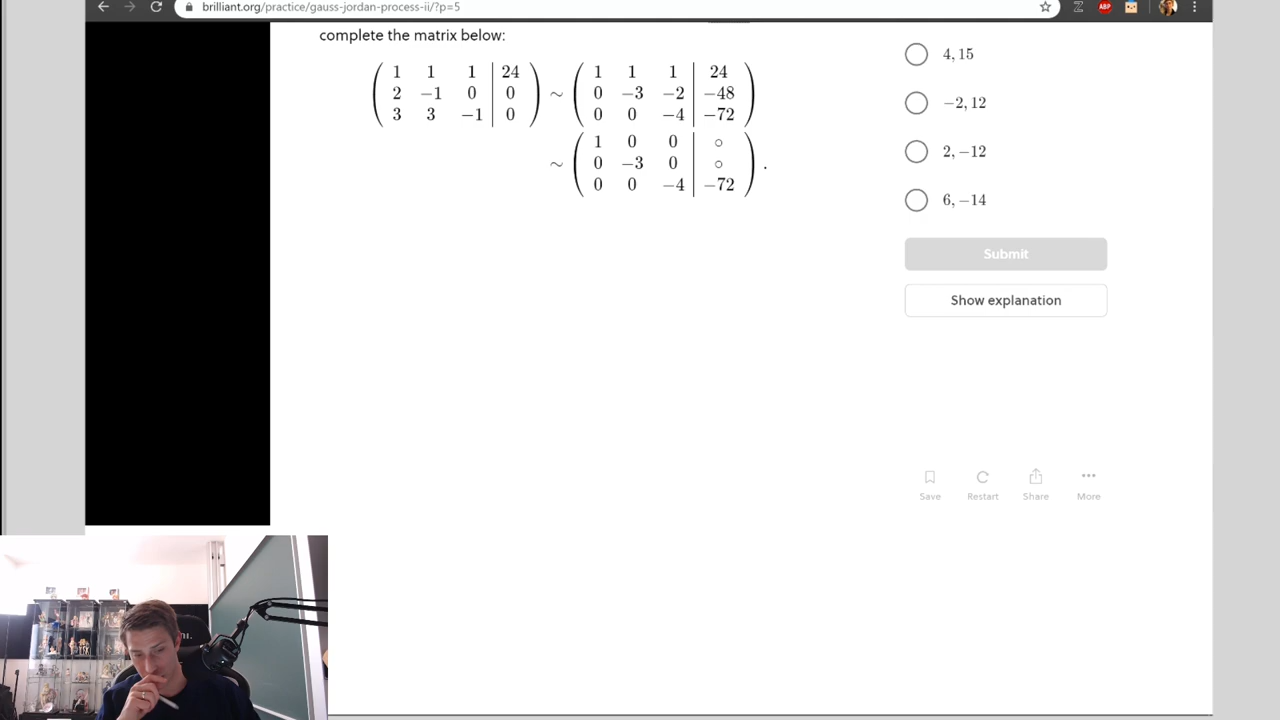 brilliant.org/practice/gauss-jordan-process-ii/?p=5
ABP
complete the matrix below:
( 1 1 1 | 24 ) ( 1 1 1 | 24 )
( 2 −1 0 | 0 ) ∼ ( 0 −3 −2 | −48 )
( 3 3 −1 | 0 ) ( 0 0 −4 | −72 )
( 1 0 0 | ○ )
∼ ( 0 −3 0 | ○ ) .
( 0 0 −4 | −72 )
4, 15
−2, 12
2, −12
6, −14
Submit
Show explanation
Save Restart Share More